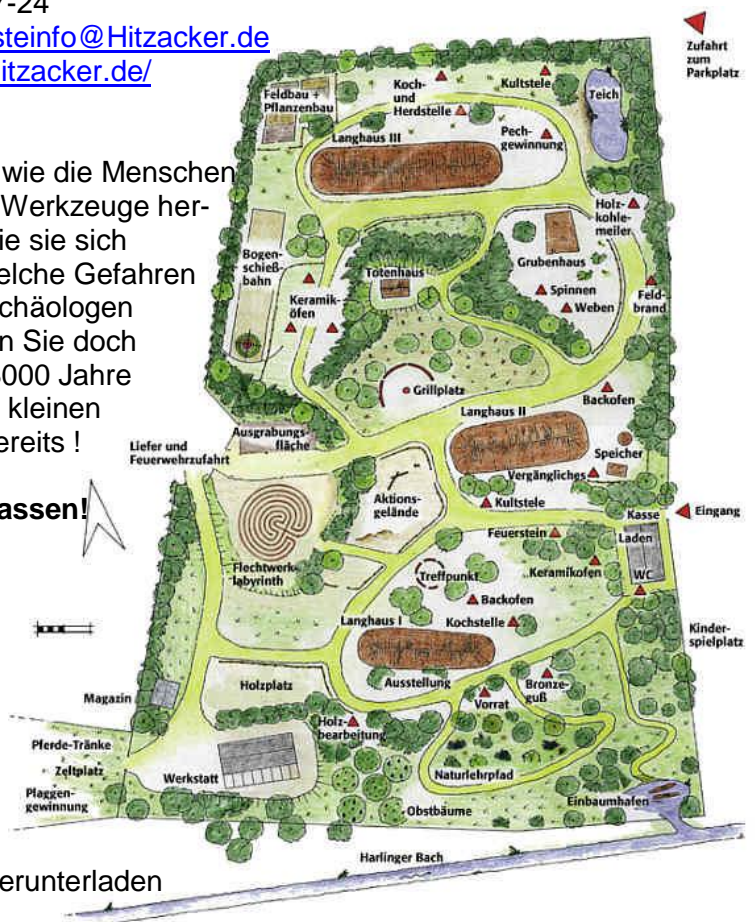 7-24
steinfo@Hitzacker.de
itzacker.de/
wie die Menschen
Werkzeuge her-
ie sie sich
elche Gefahren
chäologen
n Sie doch
000 Jahre
kleinen
ereits !
assen!
erunterladen
Zufahrt
zum
Parkplatz
Feldbau +
Pflanzenbau
Koch-
und
Herdstelle
Kultstele
Teich
Langhaus III
Pech-
gewinnung
Holz-
kohle-
meiler
Bogen-
schieß-
bahn
Totenhaus
Grubenhaus
Keramik-
öfen
Spinnen
Weben
Feld-
brand
Grillplatz
Backofen
Langhaus II
Ausgrabungs-
fläche
Liefer und
Feuerwehrzufahrt
Speicher
Vergängliches
Aktions-
gelände
Kultstele
Kasse
Eingang
Feuerstein
Laden
Flechtwerk-
labyrinth
Treffpunkt
Keramikofen
WC
Backofen
Langhaus I
Kochstelle
Kinder-
spielplatz
Ausstellung
Holzplatz
Bronze-
guß
Magazin
Vorrat
Holz-
bearbeitung
Pferde-Tränke
Zeltplatz
Werkstatt
Naturlehrpfad
Plaggen-
gewinnung
Obstbäume
Einbaumhafen
Harlinger Bach